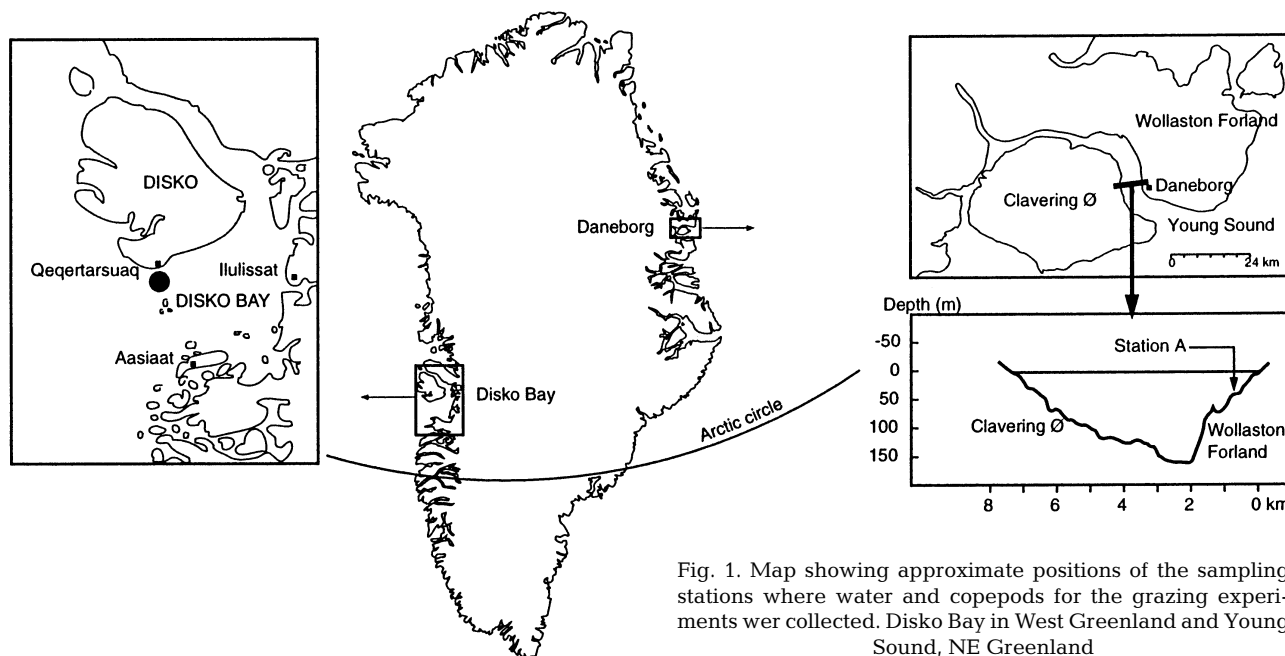 DISKO
Qeqertarsuaq
Ilulissat
DISKO BAY
Aasiaat
Daneborg
Disko Bay
Arctic circle
Wollaston Forland
Daneborg
Clavering Ø
Young Sound
0 24 km
Depth (m)
-50
0
50
100
150
Station A
Clavering Ø
Wollaston
Forland
8 6 4 2 0 km
Fig. 1. Map showing approximate positions of the sampling
stations where water and copepods for the grazing experi-
ments wer collected. Disko Bay in West Greenland and Young
Sound, NE Greenland